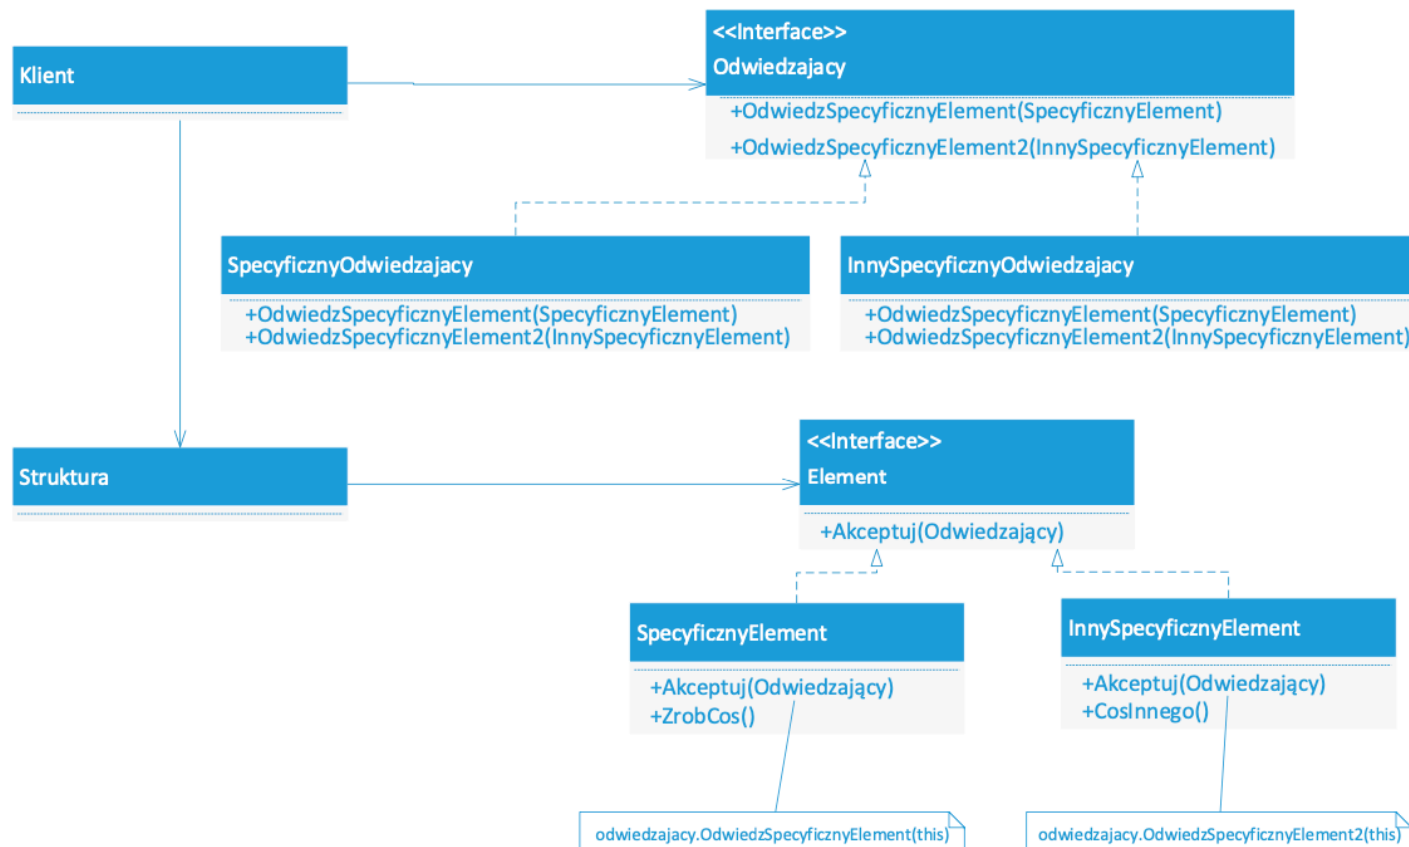 Klient
<<Interface>>
Odwiedzajacy
+OdwiedzSpecyficznyElement(SpecyficznyElement)
+OdwiedzSpecyficznyElement2(InnySpecyficznyElement)
SpecyficznyOdwiedzajacy
+OdwiedzSpecyficznyElement(SpecyficznyElement)
+OdwiedzSpecyficznyElement2(InnySpecyficznyElement)
InnySpecyficznyOdwiedzajacy
+OdwiedzSpecyficznyElement(SpecyficznyElement)
+OdwiedzSpecyficznyElement2(InnySpecyficznyElement)
Struktura
<<Interface>>
Element
+Akceptuj(Odwiedzający)
SpecyficznyElement
+Akceptuj(Odwiedzający)
+ZrobCos()
InnySpecyficznyElement
+Akceptuj(Odwiedzający)
+CosInnego()
odwiedzajacy.OdwiedzSpecyficznyElement(this)
odwiedzajacy.OdwiedzSpecyficznyElement2(this)